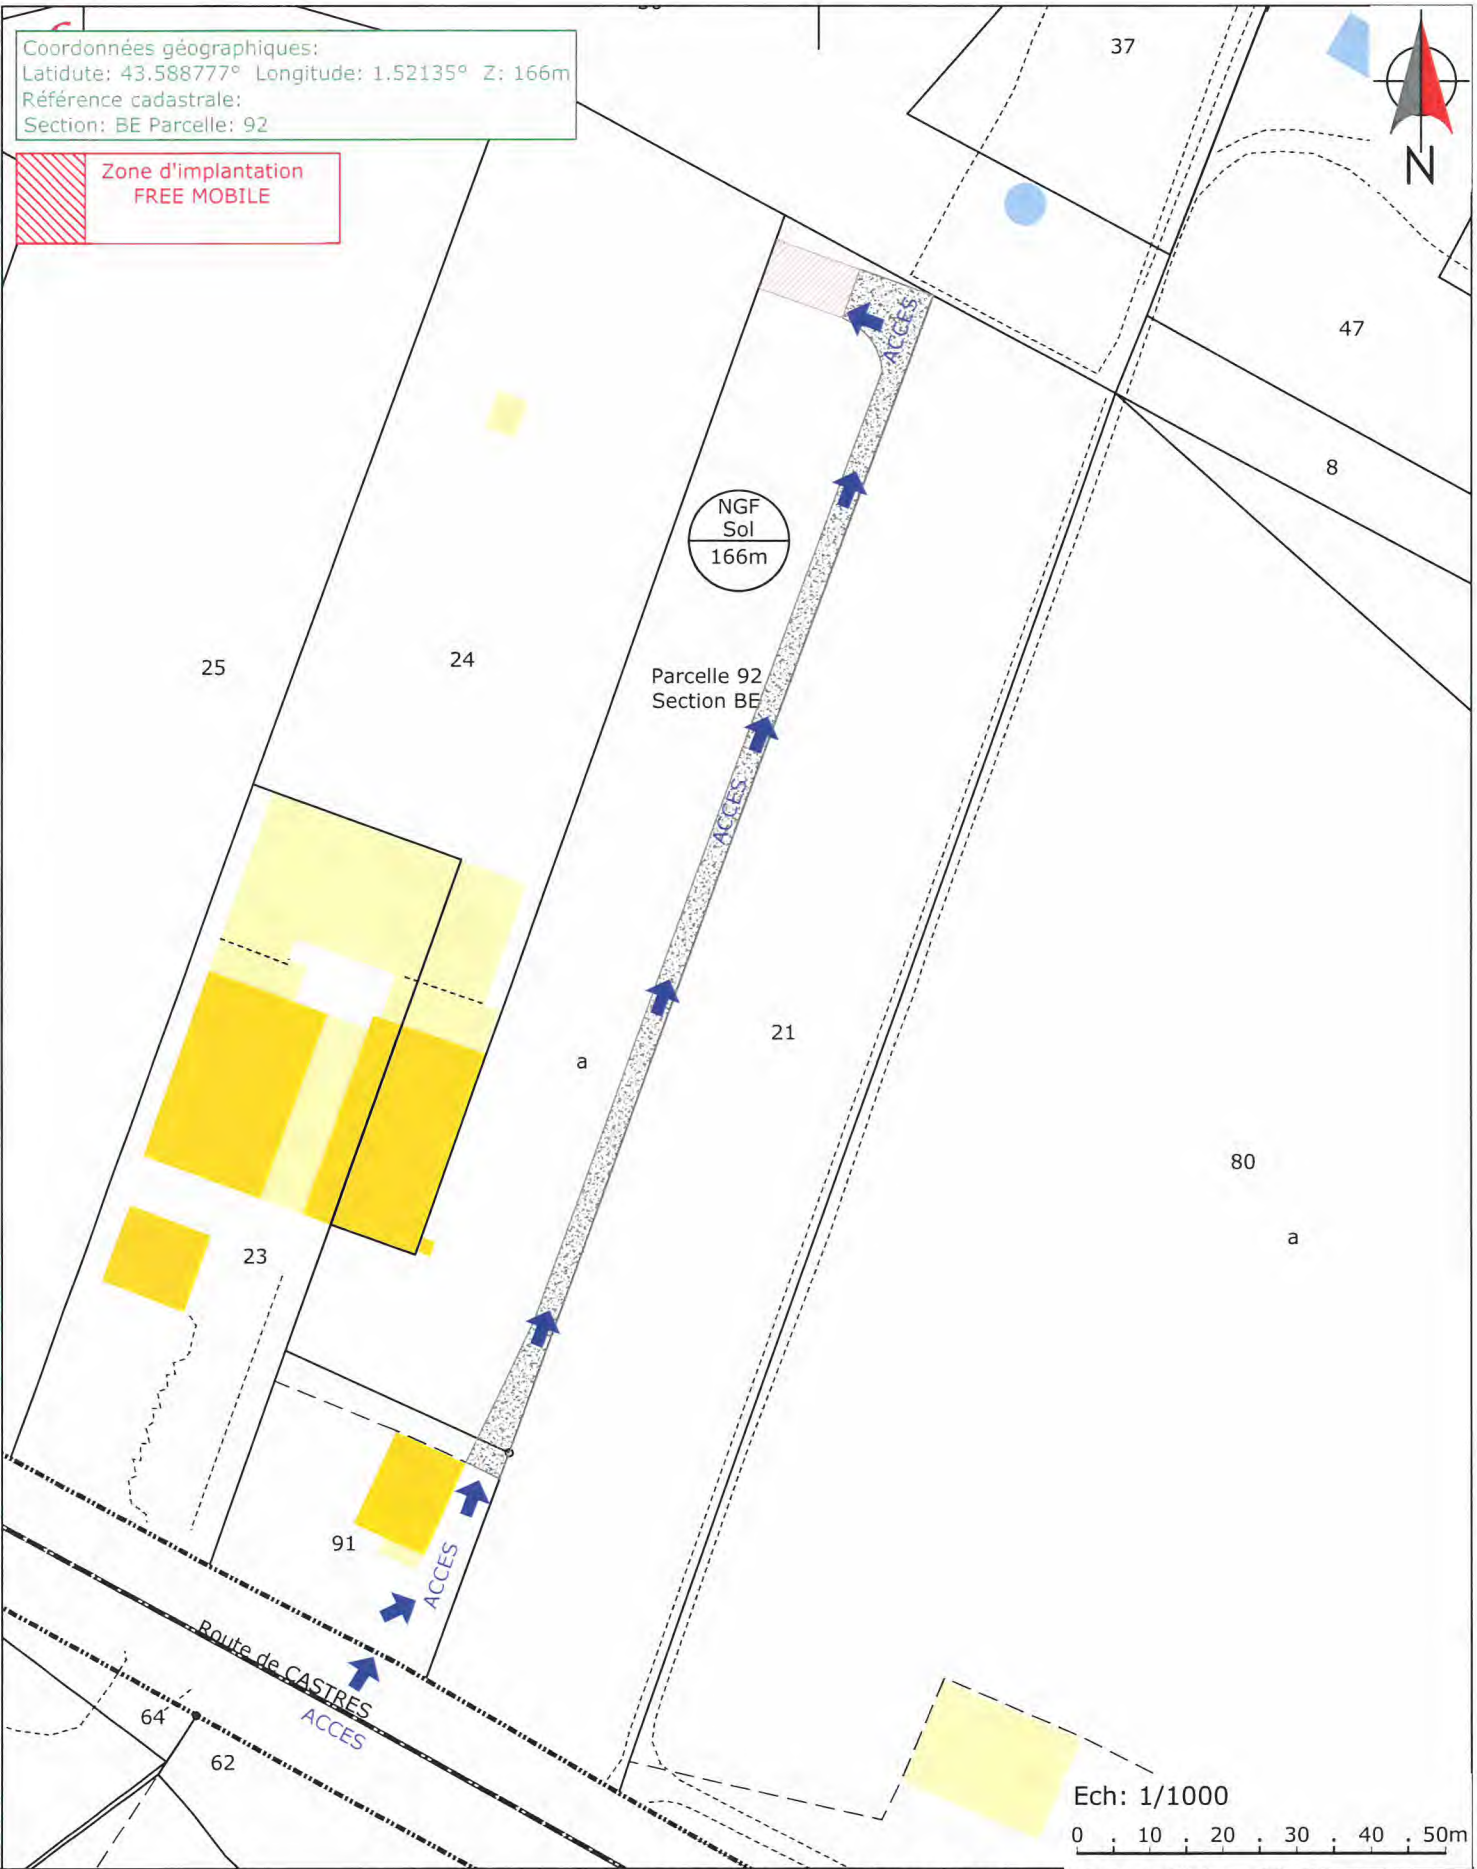 Coordonnées géographiques:
Latidute: 43.588777° Longitude: 1.52135° Z: 166m
Référence cadastrale:
Section: BE Parcelle: 92
Zone d'implantation
FREE MOBILE
37
N
47
ACCES
8
NGF
Sol
166m
25
24
Parcelle 92
Section BE
ACCES
21
a
80
a
23
91
ACCES
Route de CASTRES
ACCES
64
62
Ech: 1/1000
0 10 20 30 40 50m